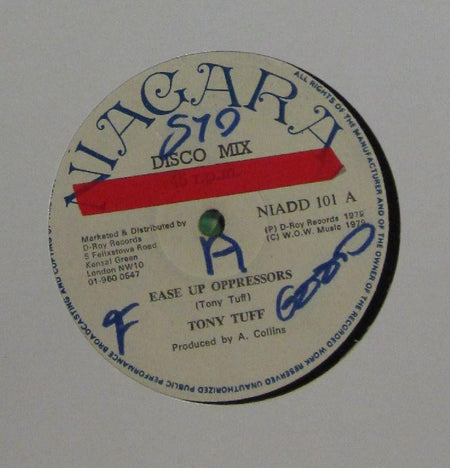 NIAGARA
DISCO MIX
45 r.p.m.
Marketed & Distributed by
D-Roy Records
5 Felixstowe Road
Kensal Green
London NW10
01-960 0647
NIADD 101 A
(P) D-Roy Records 1979
(C) W.O.W. Music 1979
A
EASE UP OPPRESSORS
(Tony Tuff)
TONY TUFF
Produced by A. Collins
GOOD
ALL RIGHTS OF THE MANUFACTURER AND OF THE OWNER OF THE RECORDED WORK RESERVED UNAUTHORIZED PUBLIC PERFORMANCE BROADCASTING AND